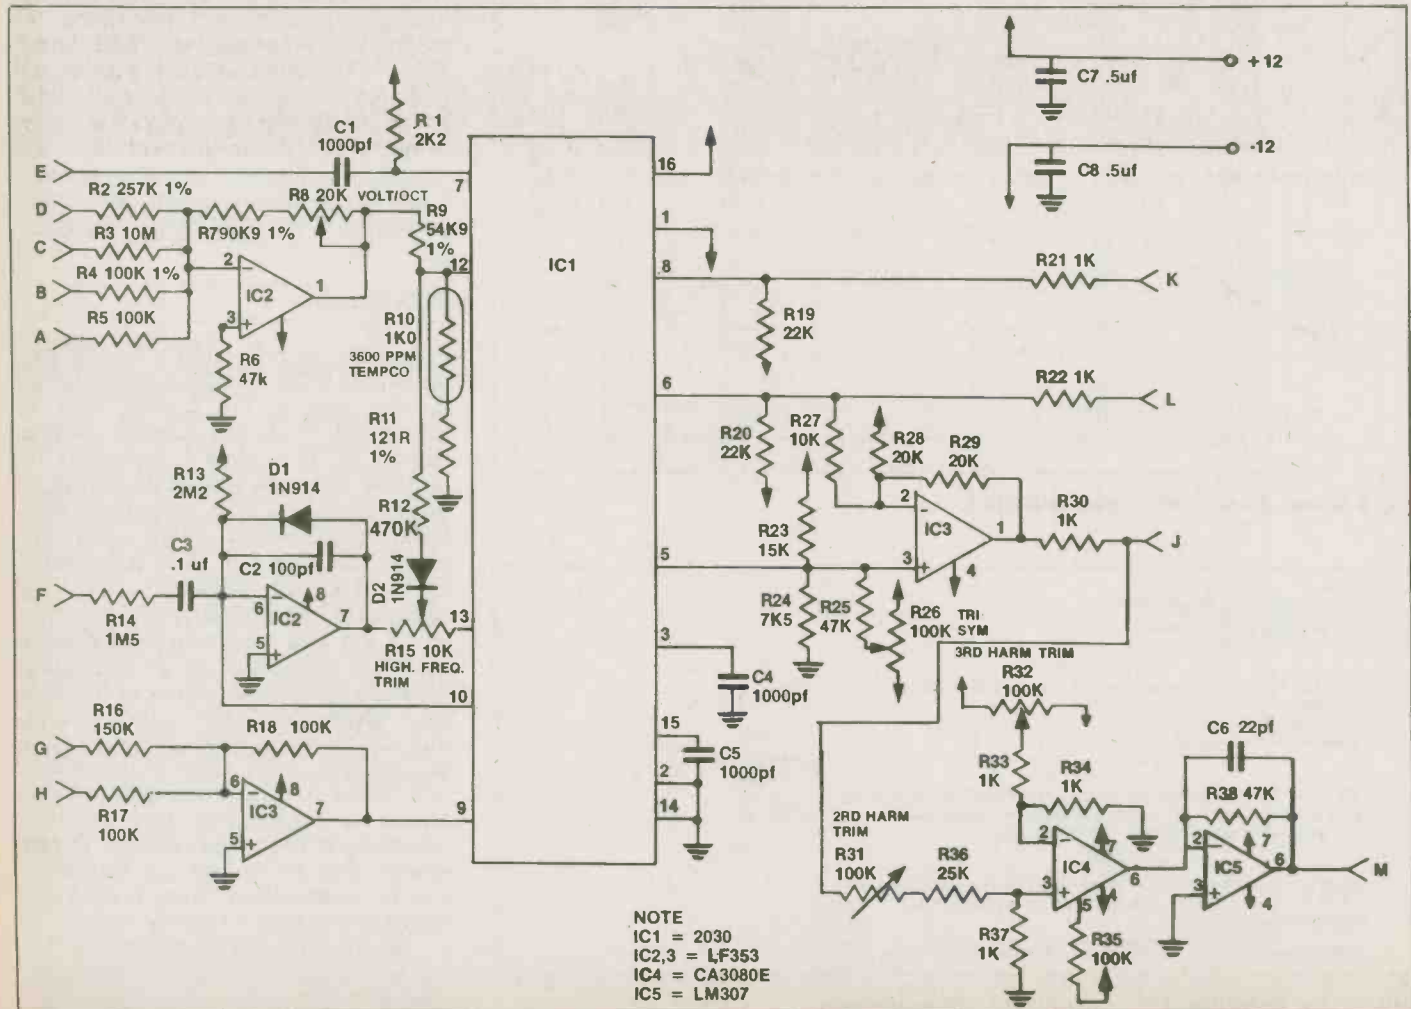 +12
C7 .5uf
-12
C8 .5uf
R 1
2K2
C1
1000pf
E
7
16
R2 257K 1%
R8 20K VOLT/OCT
D
R790K9 1%
R9
54K9
1%
1
R3 10M
C
12
IC1
8
R21 1K
K
R4 100K 1%
B
2
-
IC2
1
R5 100K
A
3
+
R10
1K0
3600 PPM
TEMPCO
R19
22K
R6
47k
6
R22 1K
L
R11
121R
1%
R20
22K
R27
10K
R28
20K
R29
20K
R13
2M2
D1
1N914
R12
470K
2
-
IC3
1
R30
1K
J
C3
.1 uf
C2 100pf
D2
1N914
R23
15K
5
3
+
4
F
R14
1M5
6
-
8
IC2
7
5
+
13
R15 10K
HIGH. FREQ.
TRIM
R24
7K5
R25
47K
R26
100K
TRI
SYM
3
3RD HARM TRIM
R32
100K
C4
1000pf
10
R16
150K
R18 100K
15
C6 22pf
G
C5
1000pf
R33
1K
R34
1K
R38 47K
H
6
-
8
IC3
7
2
R17
100K
5
+
9
14
2RD HARM
TRIM
R31
100K
R36
25K
2
-
7
IC4
6
3
+
4
5
2
-
7
IC5
6
3
+
4
M
R37
1K
R35
100K
NOTE
IC1 = 2030
IC2,3 = LF353
IC4 = CA3080E
IC5 = LM307